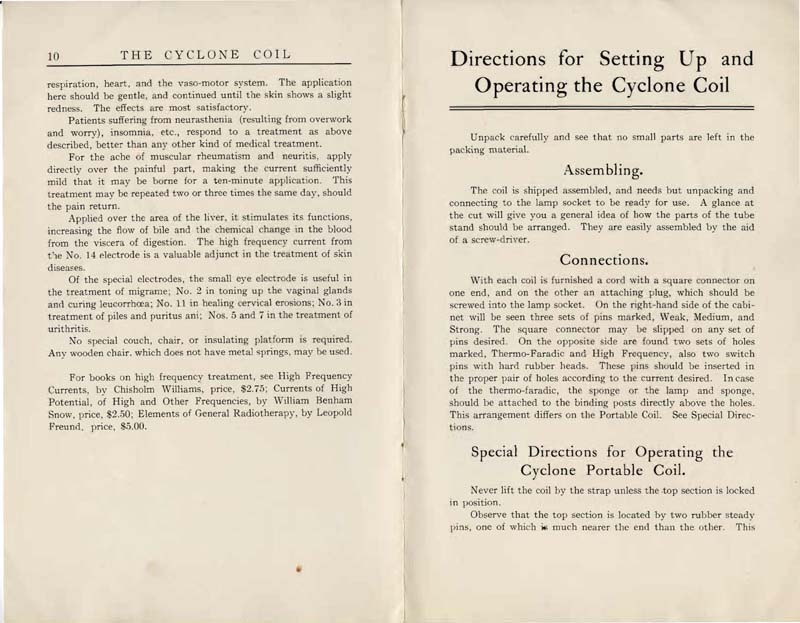 10 THE CYCLONE COIL
respiration, heart, and the vaso-motor system. The application
here should be gentle, and continued until the skin shows a slight
redness. The effects are most satisfactory.
Patients suffering from neurasthenia (resulting from overwork
and worry), insomnia, etc., respond to a treatment as above
described, better than any other kind of medical treatment.
For the ache of muscular rheumatism and neuritis, apply
directly over the painful part, making the current sufficiently
mild that it may be borne for a ten-minute application. This
treatment may be repeated two or three times the same day, should
the pain return.
Applied over the area of the liver, it stimulates its functions,
increasing the flow of bile and the chemical change in the blood
from the viscera of digestion. The high frequency current from
the No. 14 electrode is a valuable adjunct in the treatment of skin
diseases.
Of the special electrodes, the small eye electrode is useful in
the treatment of migrame; No. 2 in toning up the vaginal glands
and curing leucorrhœa; No. 11 in healing cervical erosions; No. 3 in
treatment of piles and puritus ani; Nos. 5 and 7 in the treatment of
urithritis.
No special couch, chair, or insulating platform is required.
Any wooden chair, which does not have metal springs, may be used.
For books on high frequency treatment, see High Frequency
Currents, by Chisholm Williams, price, $2.75; Currents of High
Potential, of High and Other Frequencies, by William Benham
Snow, price, $2.50; Elements of General Radiotherapy, by Leopold
Freund, price, $5.00.
Directions for Setting Up and
Operating the Cyclone Coil
Unpack carefully and see that no small parts are left in the
packing material.
Assembling.
The coil is shipped assembled, and needs but unpacking and
connecting to the lamp socket to be ready for use. A glance at
the cut will give you a general idea of how the parts of the tube
stand should be arranged. They are easily assembled by the aid
of a screw-driver.
Connections.
With each coil is furnished a cord with a square connector on
one end, and on the other an attaching plug, which should be
screwed into the lamp socket. On the right-hand side of the cabi-
net will be seen three sets of pins marked, Weak, Medium, and
Strong. The square connector may be slipped on any set of
pins desired. On the opposite side are found two sets of holes
marked, Thermo-Faradic and High Frequency, also two switch
pins with hard rubber heads. These pins should be inserted in
the proper pair of holes according to the current desired. In case
of the thermo-faradic, the sponge or the lamp and sponge,
should be attached to the binding posts directly above the holes.
This arrangement differs on the Portable Coil. See Special Direc-
tions.
Special Directions for Operating the
Cyclone Portable Coil.
Never lift the coil by the strap unless the top section is locked
in position.
Observe that the top section is located by two rubber steady
pins, one of which is much nearer the end than the other. This